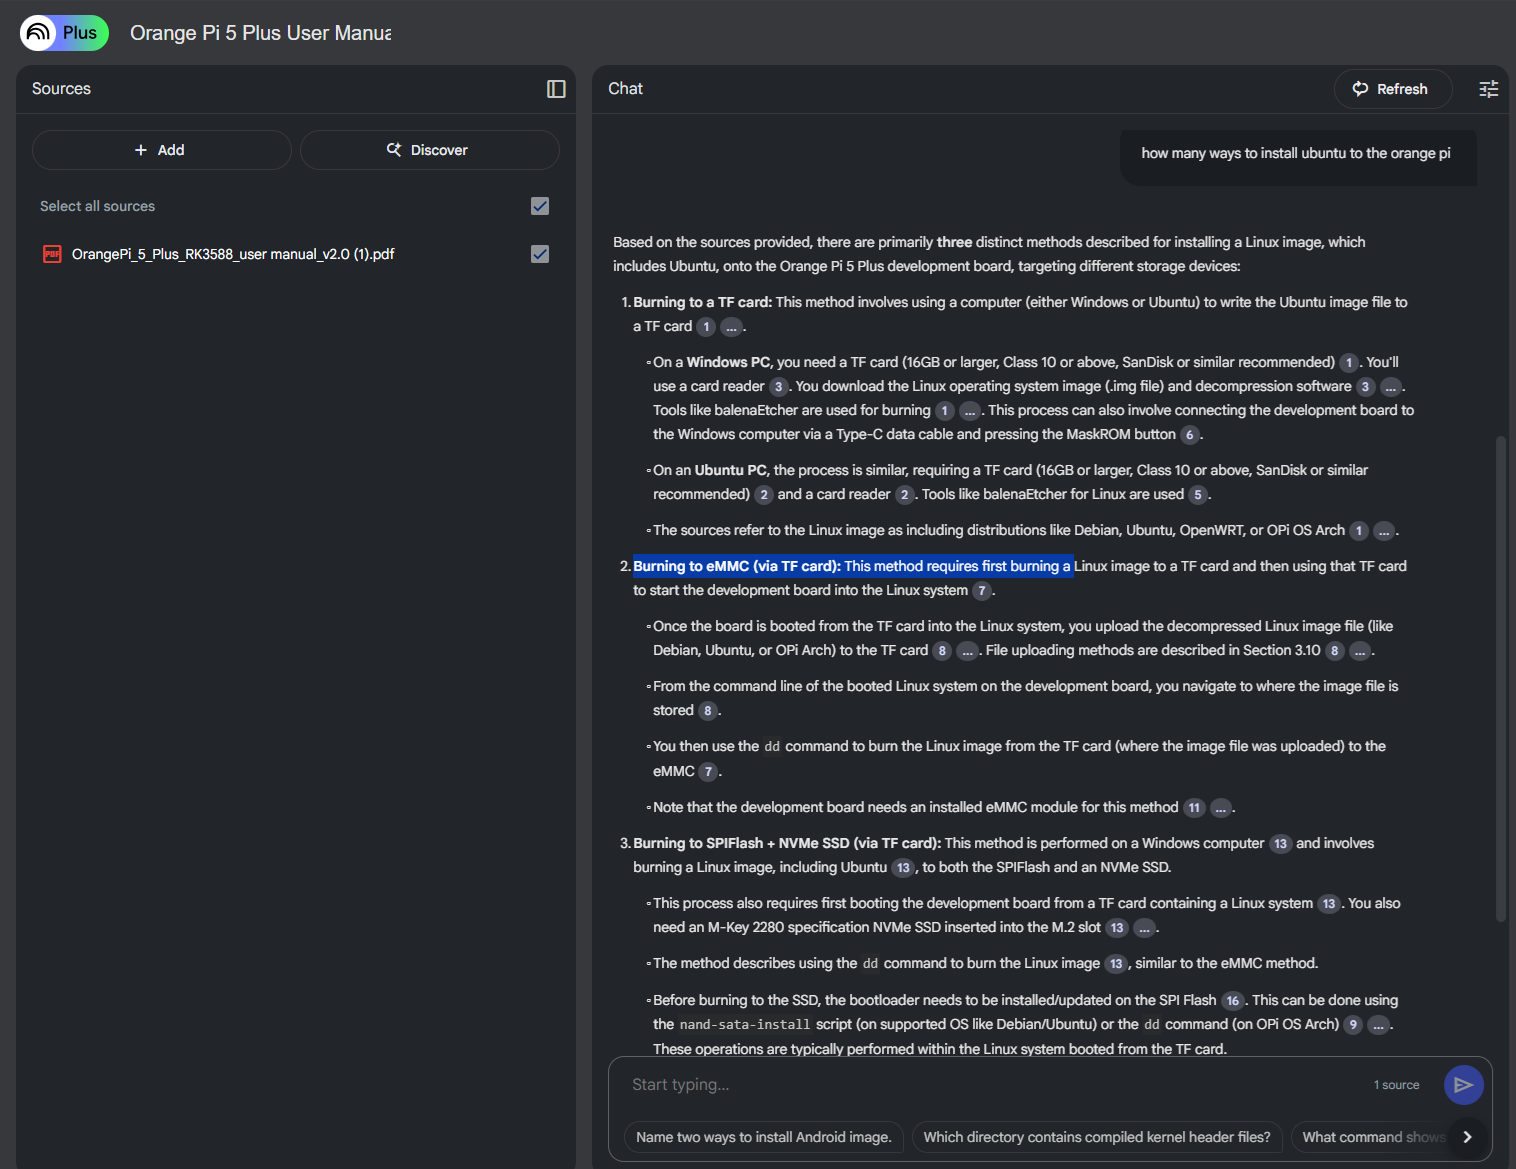 Plus
Orange Pi 5 Plus User Manua
Sources
Add
Discover
Select all sources
PDF
OrangePi_5_Plus_RK3588_user manual_v2.0 (1).pdf
Chat
Refresh
how many ways to install ubuntu to the orange pi
Based on the sources provided, there are primarily three distinct methods described for installing a Linux image, which
includes Ubuntu, onto the Orange Pi 5 Plus development board, targeting different storage devices:
1. Burning to a TF card: This method involves using a computer (either Windows or Ubuntu) to write the Ubuntu image file to
a TF card 1 ... .
◦ On a Windows PC, you need a TF card (16GB or larger, Class 10 or above, SanDisk or similar recommended) 1 . You'll
use a card reader 3 . You download the Linux operating system image (.img file) and decompression software 3 ... .
Tools like balenaEtcher are used for burning 1 ... . This process can also involve connecting the development board to
the Windows computer via a Type-C data cable and pressing the MaskROM button 6 .
◦ On an Ubuntu PC, the process is similar, requiring a TF card (16GB or larger, Class 10 or above, SanDisk or similar
recommended) 2 and a card reader 2 . Tools like balenaEtcher for Linux are used 5 .
◦ The sources refer to the Linux image as including distributions like Debian, Ubuntu, OpenWRT, or OPi OS Arch 1 ... .
2. Burning to eMMC (via TF card): This method requires first burning a Linux image to a TF card and then using that TF card
to start the development board into the Linux system 7 .
◦ Once the board is booted from the TF card into the Linux system, you upload the decompressed Linux image file (like
Debian, Ubuntu, or OPi Arch) to the TF card 8 ... . File uploading methods are described in Section 3.10 8 ... .
◦ From the command line of the booted Linux system on the development board, you navigate to where the image file is
stored 8 .
◦ You then use the dd command to burn the Linux image from the TF card (where the image file was uploaded) to the
eMMC 7 .
◦ Note that the development board needs an installed eMMC module for this method 11 ... .
3. Burning to SPIFlash + NVMe SSD (via TF card): This method is performed on a Windows computer 13 and involves
burning a Linux image, including Ubuntu 13 , to both the SPIFlash and an NVMe SSD.
◦ This process also requires first booting the development board from a TF card containing a Linux system 13 . You also
need an M-Key 2280 specification NVMe SSD inserted into the M.2 slot 13 ... .
◦ The method describes using the dd command to burn the Linux image 13 , similar to the eMMC method.
◦ Before burning to the SSD, the bootloader needs to be installed/updated on the SPI Flash 16 . This can be done using
the nand-sata-install script (on supported OS like Debian/Ubuntu) or the dd command (on OPi OS Arch) 9 ... .
These operations are typically performed within the Linux system booted from the TF card.
Start typing...
1 source
Name two ways to install Android image.
Which directory contains compiled kernel header files?
What command shows